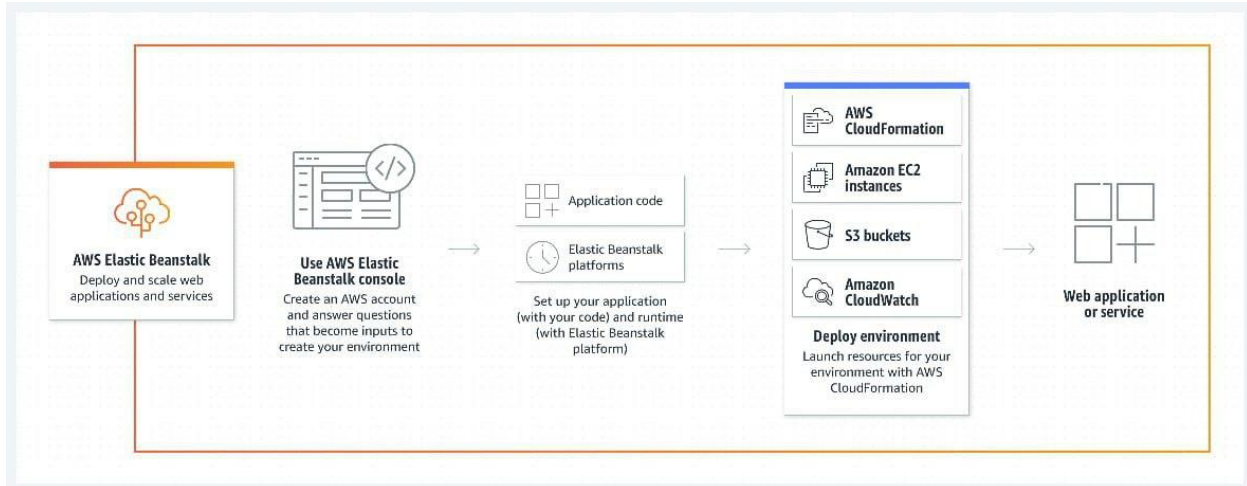 AWS Elastic Beanstalk
Deploy and scale web
applications and services
</>
Use AWS Elastic
Beanstalk console
Create an AWS account
and answer questions
that become inputs to
create your environment
Application code
Elastic Beanstalk
platforms
Set up your application
(with your code) and runtime
(with Elastic Beanstalk
platform)
AWS
CloudFormation
Amazon EC2
instances
S3 buckets
Amazon
CloudWatch
Deploy environment
Launch resources for your
environment with AWS
CloudFormation
Web application
or service